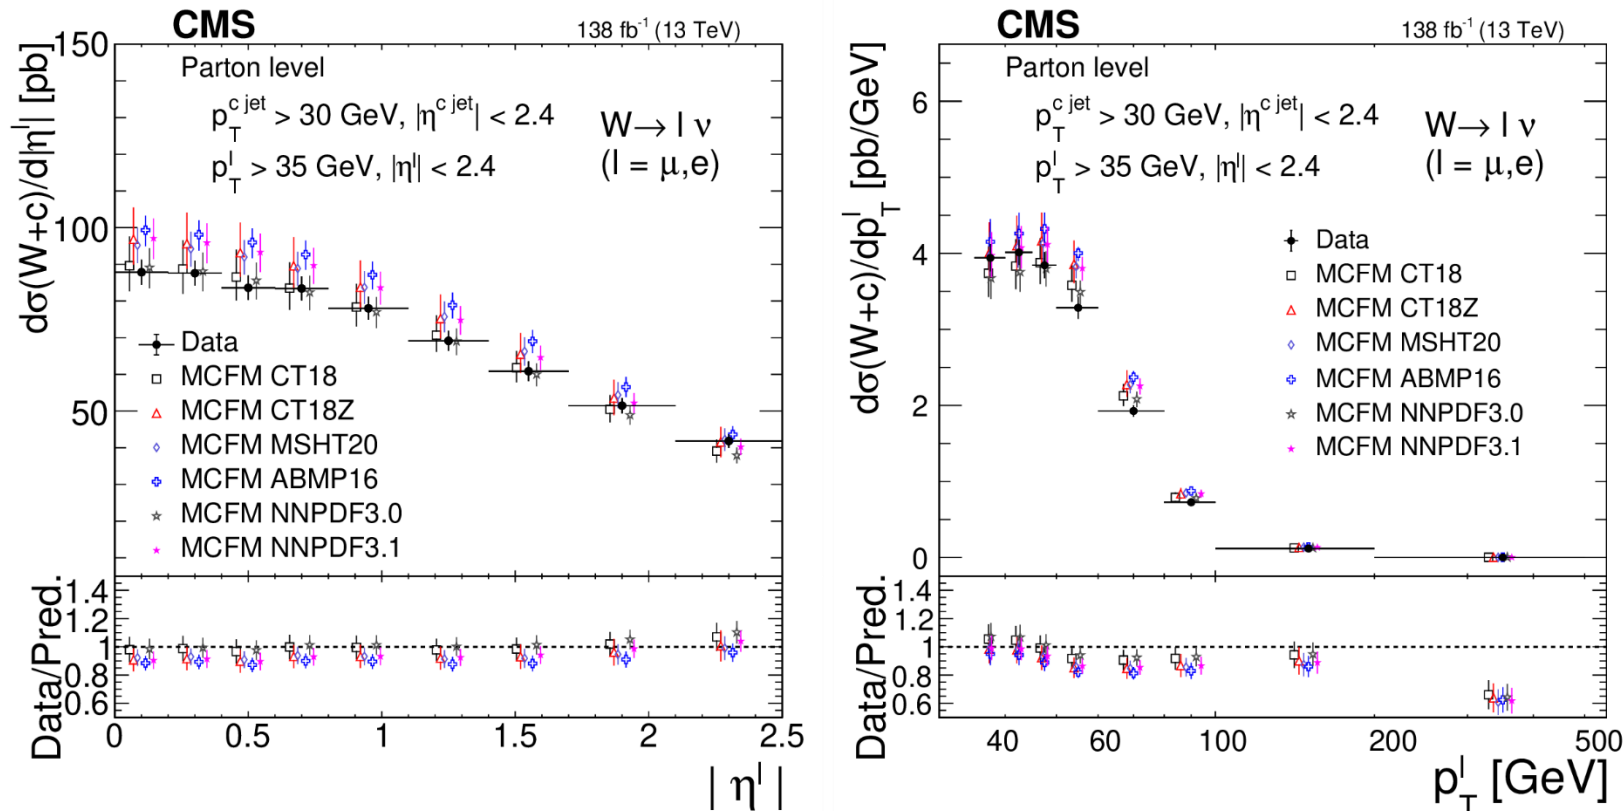 CMS
138 fb⁻¹ (13 TeV)
dσ(W+c)/d|ηˡ| [pb]
150
100
50
Parton level
p_T^{c jet} > 30 GeV, |η^{c jet}| < 2.4
p_T^l > 35 GeV, |η^l| < 2.4
W → l ν
(l = μ,e)
Data
MCFM CT18
MCFM CT18Z
MCFM MSHT20
MCFM ABMP16
MCFM NNPDF3.0
MCFM NNPDF3.1
Data/Pred.
1.4
1.2
1
0.8
0.6
0 0.5 1 1.5 2 2.5
| η^l |
CMS
138 fb⁻¹ (13 TeV)
dσ(W+c)/dp_T^l [pb/GeV]
6
4
2
0
Parton level
p_T^{c jet} > 30 GeV, |η^{c jet}| < 2.4
p_T^l > 35 GeV, |η^l| < 2.4
W → l ν
(l = μ,e)
Data
MCFM CT18
MCFM CT18Z
MCFM MSHT20
MCFM ABMP16
MCFM NNPDF3.0
MCFM NNPDF3.1
Data/Pred.
1.4
1.2
1
0.8
0.6
40 60 100 200 500
p_T^l [GeV]